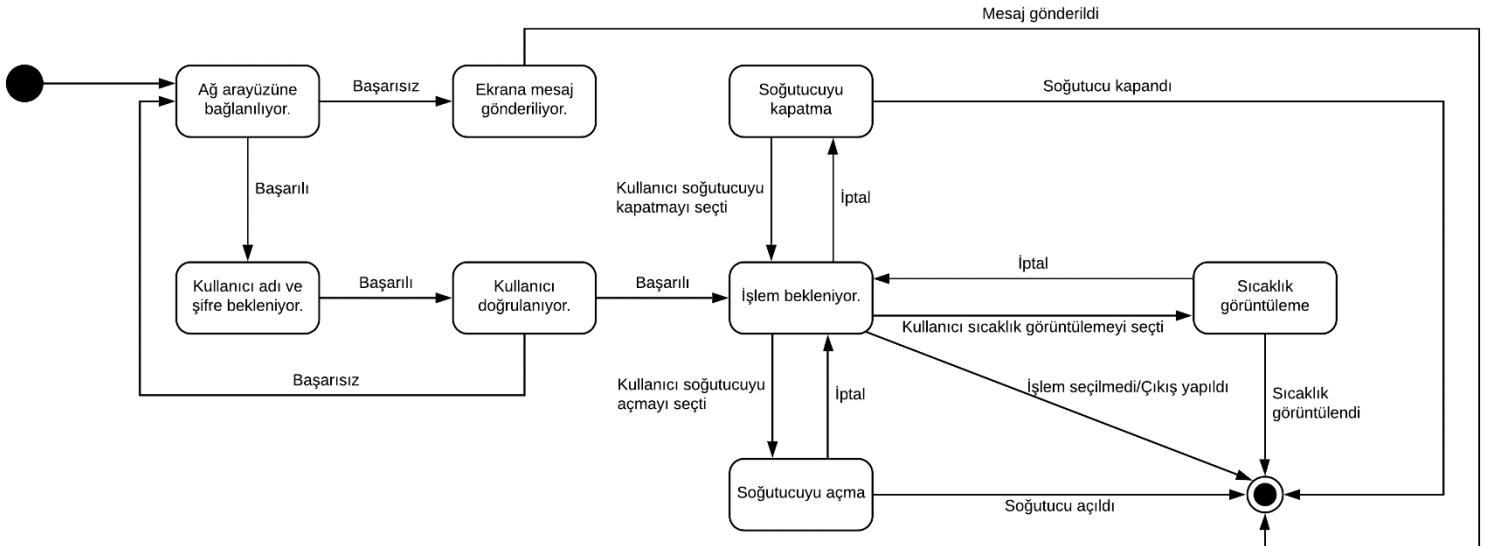 Mesaj gönderildi
Ağ arayüzüne
bağlanılıyor.
Başarısız
Ekrana mesaj
gönderiliyor.
Soğutucuyu
kapatma
Soğutucu kapandı
Başarılı
Kullanıcı soğutucuyu
kapatmayı seçti
İptal
Kullanıcı adı ve
şifre bekleniyor.
Başarılı
Kullanıcı
doğrulanıyor.
Başarılı
İşlem bekleniyor.
İptal
Sıcaklık
görüntüleme
Kullanıcı sıcaklık görüntülemeyi seçti
Başarısız
Kullanıcı soğutucuyu
açmayı seçti
İptal
İşlem seçilmedi/Çıkış yapıldı
Sıcaklık
görüntülendi
Soğutucuyu açma
Soğutucu açıldı